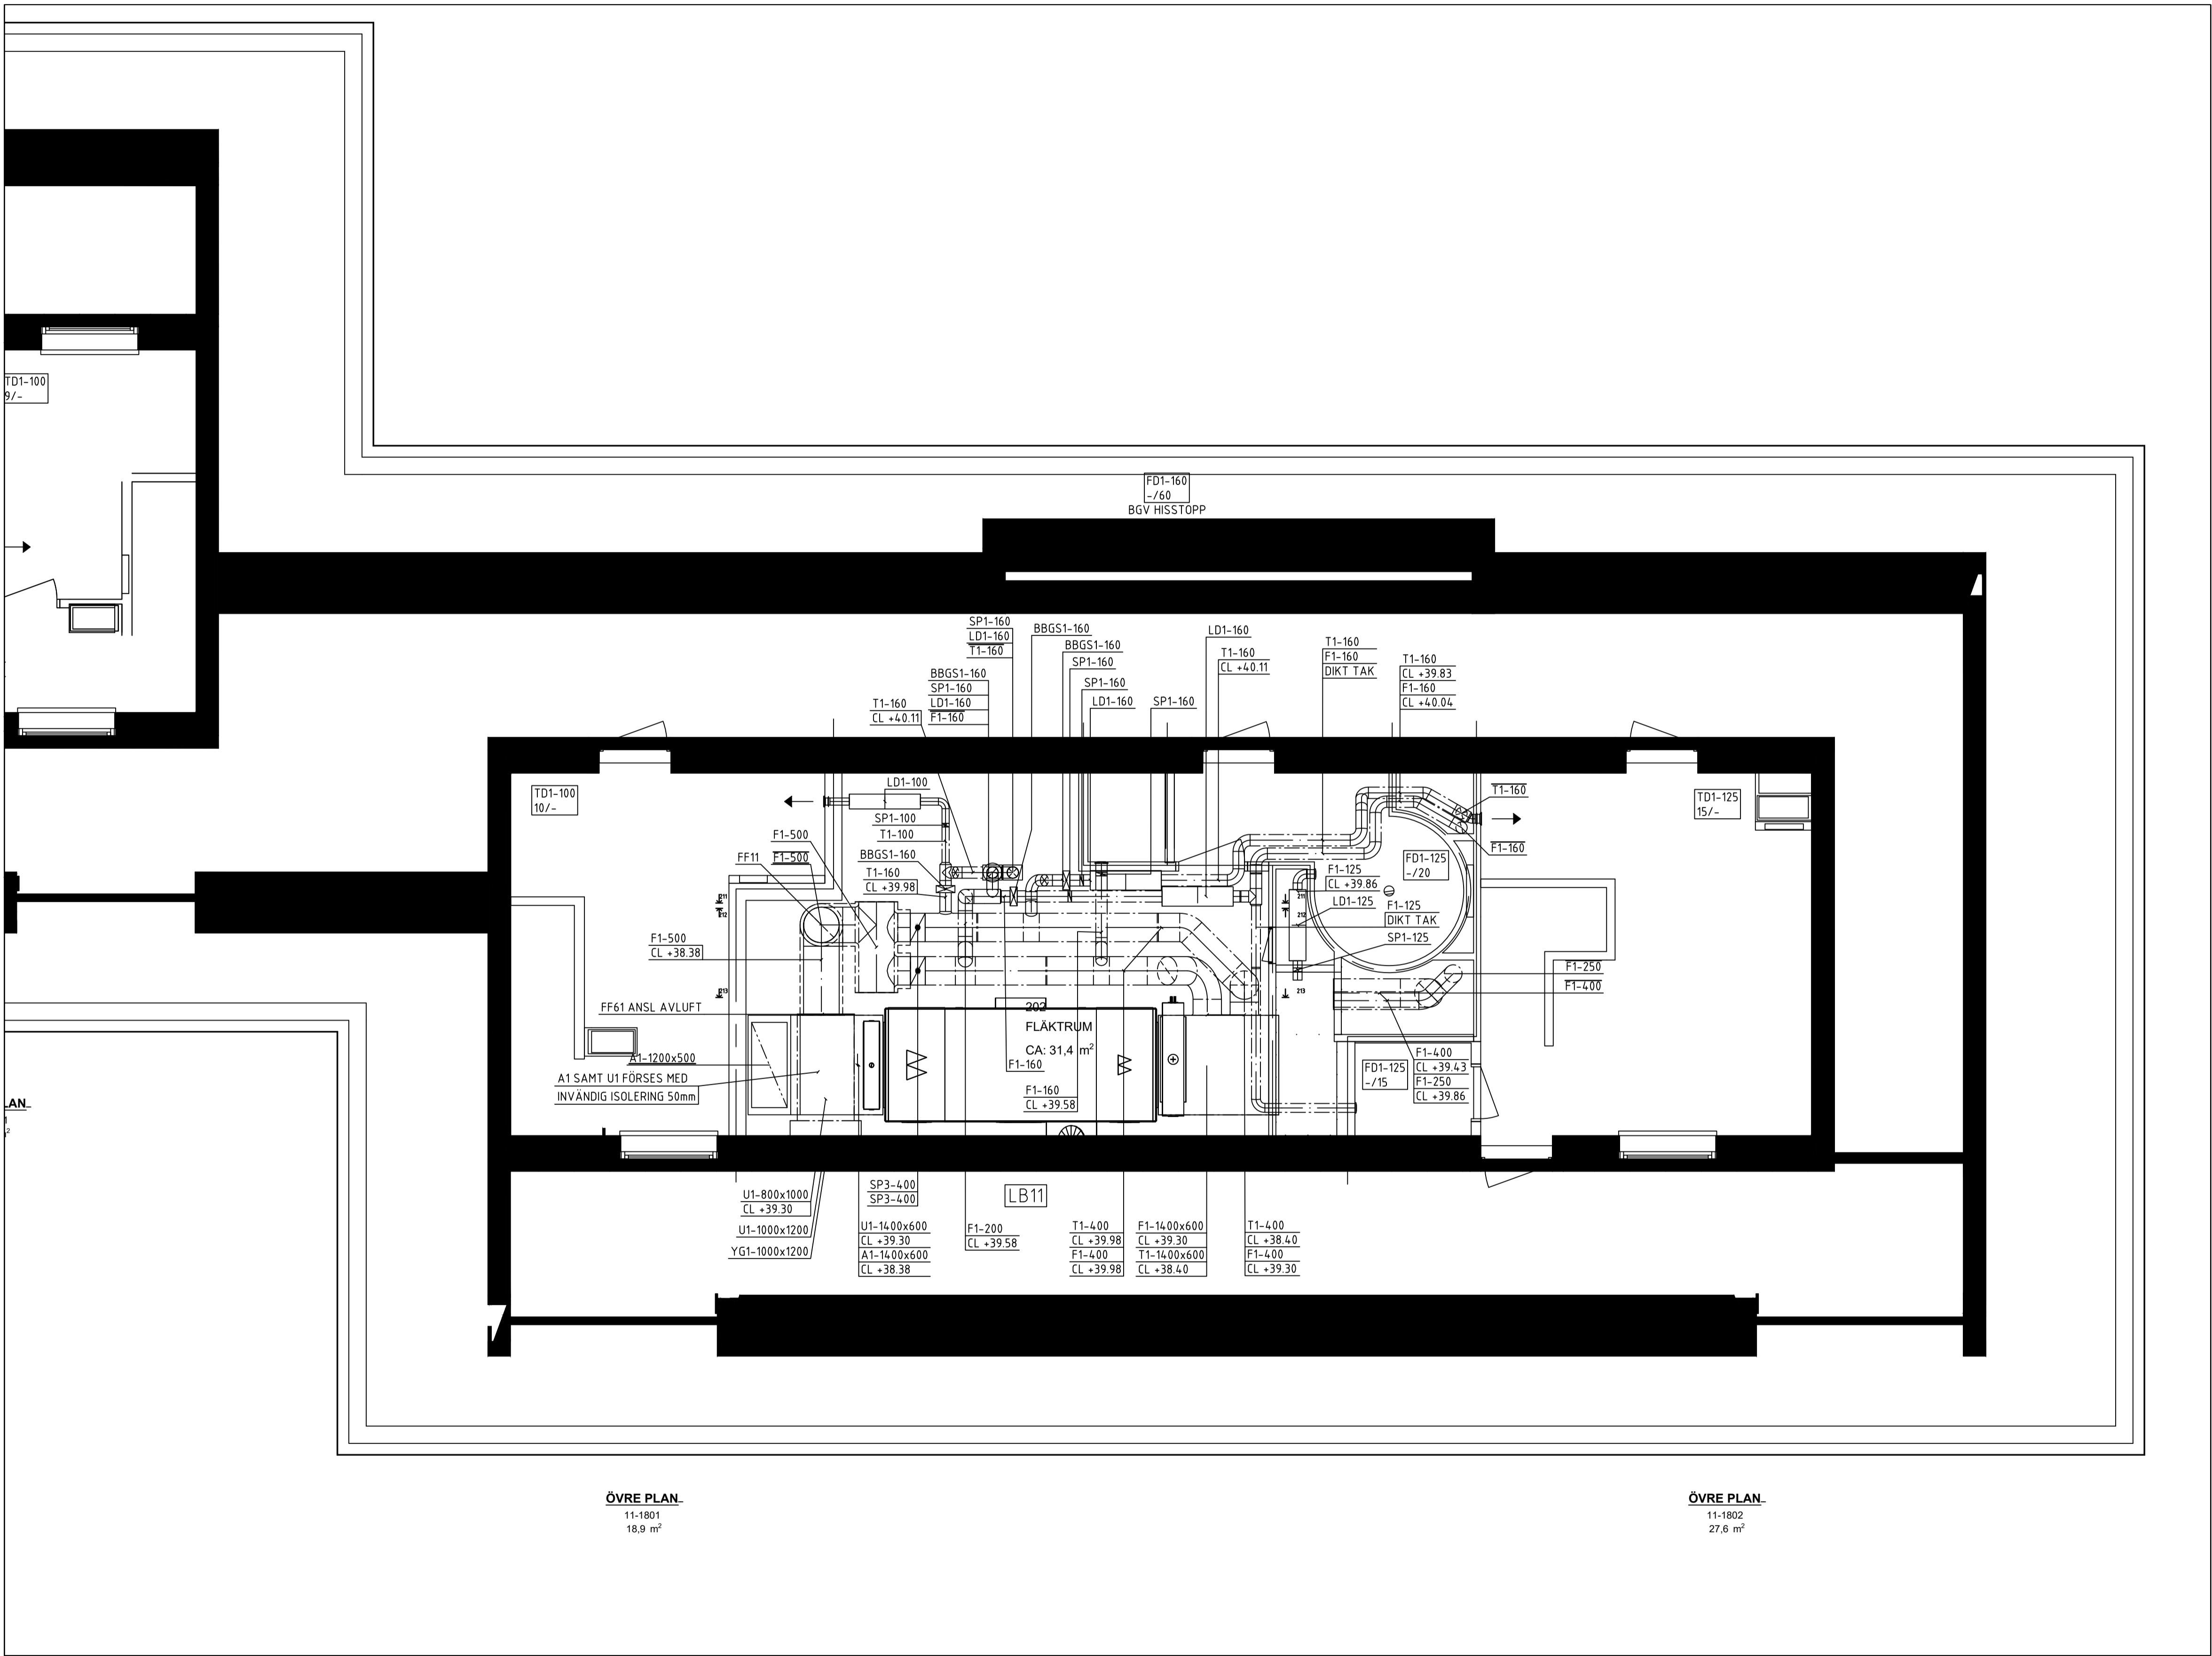 TD1-100
9/-
FD1-160
-/60
BGV HISSTOPP
SP1-160
LD1-160
T1-160
BBGS1-160
BBGS1-160
SP1-160
SP1-160
LD1-160
SP1-160
LD1-160
T1-160
CL +40.11
T1-160
F1-160
DIKT TAK
T1-160
CL +39.83
F1-160
CL +40.04
BBGS1-160
SP1-160
LD1-160
F1-160
T1-160
CL +40.11
TD1-100
10/-
LD1-100
SP1-100
T1-100
F1-500
F1-500
FF11
BBGS1-160
T1-160
CL +39.98
T1-160
F1-160
TD1-125
15/-
FD1-125
-/20
F1-125
CL +39.86
LD1-125
F1-125
DIKT TAK
SP1-125
211
212
213
211
212
213
F1-500
CL +38.38
F1-250
F1-400
FF61 ANSL AVLUFT
202
FLÄKTRUM
CA: 31,4 m²
A1-1200x500
A1 SAMT U1 FÖRSES MED
INVÄNDIG ISOLERING 50mm
F1-160
F1-160
CL +39.58
FD1-125
-/15
F1-400
CL +39.43
F1-250
CL +39.86
LAN
U1-800x1000
CL +39.30
U1-1000x1200
YG1-1000x1200
SP3-400
SP3-400
LB11
U1-1400x600
CL +39.30
A1-1400x600
CL +38.38
F1-200
CL +39.58
T1-400
CL +39.98
F1-400
CL +39.98
F1-1400x600
CL +39.30
T1-1400x600
CL +38.40
T1-400
CL +38.40
F1-400
CL +39.30
ÖVRE PLAN
11-1801
18,9 m²
ÖVRE PLAN
11-1802
27,6 m²